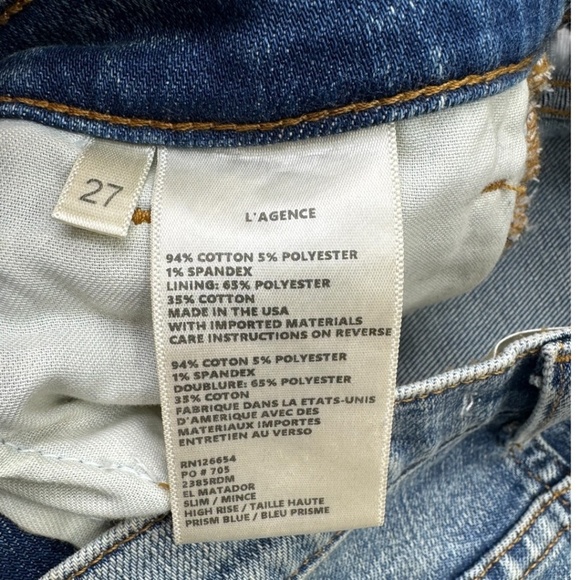 27
L'AGENCE
94% COTTON 5% POLYESTER
1% SPANDEX
LINING: 65% POLYESTER
35% COTTON
MADE IN THE USA
WITH IMPORTED MATERIALS
CARE INSTRUCTIONS ON REVERSE
94% COTON 5% POLYESTER
1% SPANDEX
DOUBLURE: 65% POLYESTER
35% COTON
FABRIQUE DANS LA ETATS-UNIS
D'AMERIQUE AVEC DES
MATERIAUX IMPORTES
ENTRETIEN AU VERSO
RN126654
PO # 705
2385RDM
EL MATADOR
SLIM / MINCE
HIGH RISE / TAILLE HAUTE
PRISM BLUE / BLEU PRISME